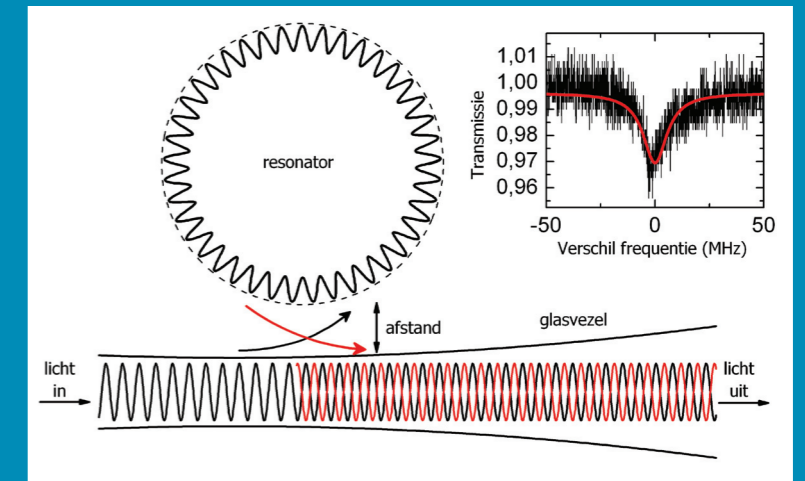 resonator
1,01
1,00
0,99
0,98
0,97
0,96
Transmissie
-50
0
50
Verschil frequentie (MHz)
afstand
glasvezel
licht
in
licht
uit